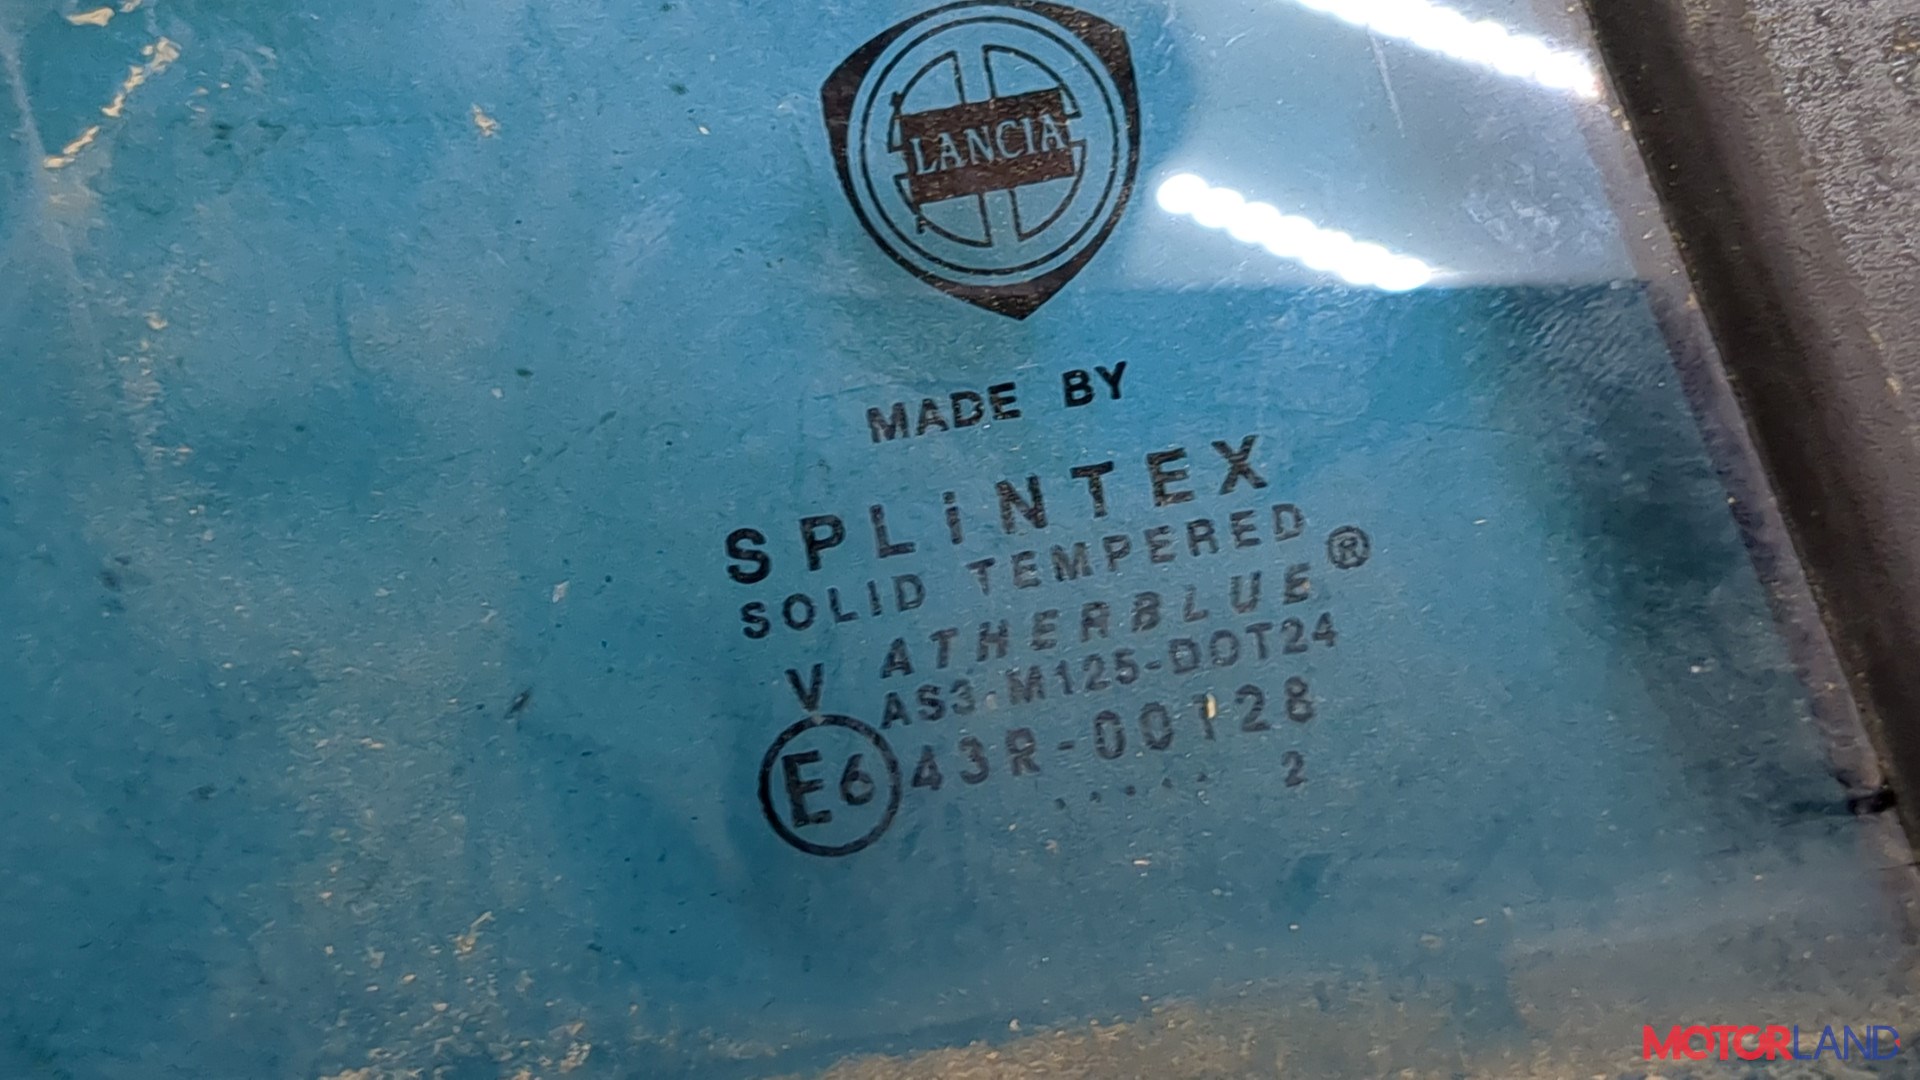 LANCIA
MADE BY
SPLiNTEX
SOLID TEMPERED
V ATHERBLUE ®
AS3-M125-DOT24
E6 43R-00128
..... 2
MOTORLAND